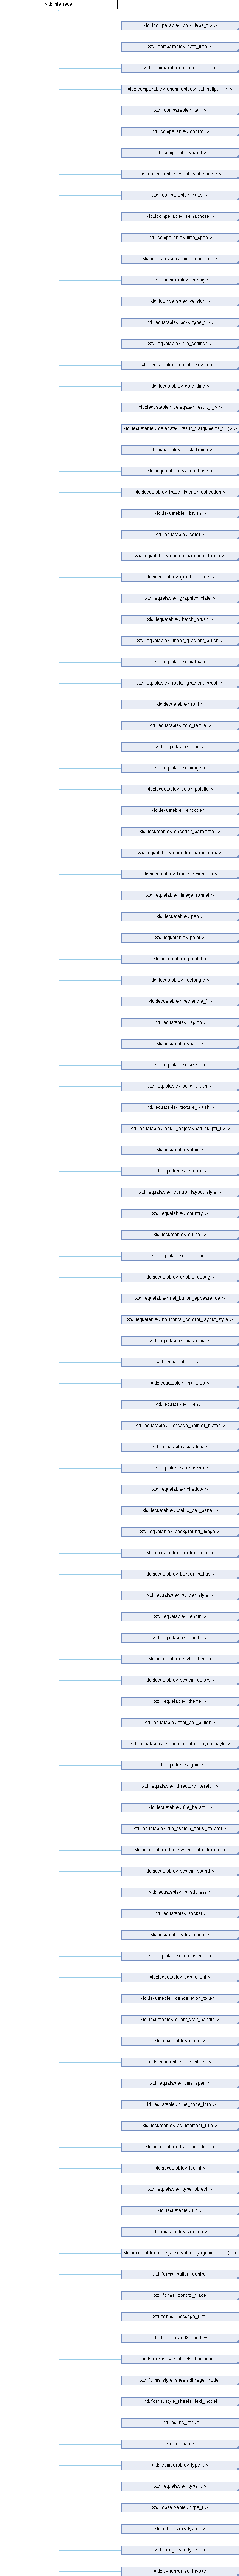 xtd::interface
xtd::icomparable< box< type_t > >
xtd::icomparable< date_time >
xtd::icomparable< image_format >
xtd::icomparable< enum_object< std::nullptr_t > >
xtd::icomparable< item >
xtd::icomparable< control >
xtd::icomparable< guid >
xtd::icomparable< event_wait_handle >
xtd::icomparable< mutex >
xtd::icomparable< semaphore >
xtd::icomparable< time_span >
xtd::icomparable< time_zone_info >
xtd::icomparable< ustring >
xtd::icomparable< version >
xtd::iequatable< box< type_t > >
xtd::iequatable< file_settings >
xtd::iequatable< console_key_info >
xtd::iequatable< date_time >
xtd::iequatable< delegate< result_t()> >
xtd::iequatable< delegate< result_t(arguments_t...)> >
xtd::iequatable< stack_frame >
xtd::iequatable< switch_base >
xtd::iequatable< trace_listener_collection >
xtd::iequatable< brush >
xtd::iequatable< color >
xtd::iequatable< conical_gradient_brush >
xtd::iequatable< graphics_path >
xtd::iequatable< graphics_state >
xtd::iequatable< hatch_brush >
xtd::iequatable< linear_gradient_brush >
xtd::iequatable< matrix >
xtd::iequatable< radial_gradient_brush >
xtd::iequatable< font >
xtd::iequatable< font_family >
xtd::iequatable< icon >
xtd::iequatable< image >
xtd::iequatable< color_palette >
xtd::iequatable< encoder >
xtd::iequatable< encoder_parameter >
xtd::iequatable< encoder_parameters >
xtd::iequatable< frame_dimension >
xtd::iequatable< image_format >
xtd::iequatable< pen >
xtd::iequatable< point >
xtd::iequatable< point_f >
xtd::iequatable< rectangle >
xtd::iequatable< rectangle_f >
xtd::iequatable< region >
xtd::iequatable< size >
xtd::iequatable< size_f >
xtd::iequatable< solid_brush >
xtd::iequatable< texture_brush >
xtd::iequatable< enum_object< std::nullptr_t > >
xtd::iequatable< item >
xtd::iequatable< control >
xtd::iequatable< control_layout_style >
xtd::iequatable< country >
xtd::iequatable< cursor >
xtd::iequatable< emoticon >
xtd::iequatable< enable_debug >
xtd::iequatable< flat_button_appearance >
xtd::iequatable< horizontal_control_layout_style >
xtd::iequatable< image_list >
xtd::iequatable< link >
xtd::iequatable< link_area >
xtd::iequatable< menu >
xtd::iequatable< message_notifier_button >
xtd::iequatable< padding >
xtd::iequatable< renderer >
xtd::iequatable< shadow >
xtd::iequatable< status_bar_panel >
xtd::iequatable< background_image >
xtd::iequatable< border_color >
xtd::iequatable< border_radius >
xtd::iequatable< border_style >
xtd::iequatable< length >
xtd::iequatable< lengths >
xtd::iequatable< style_sheet >
xtd::iequatable< system_colors >
xtd::iequatable< theme >
xtd::iequatable< tool_bar_button >
xtd::iequatable< vertical_control_layout_style >
xtd::iequatable< guid >
xtd::iequatable< directory_iterator >
xtd::iequatable< file_iterator >
xtd::iequatable< file_system_entry_iterator >
xtd::iequatable< file_system_info_iterator >
xtd::iequatable< system_sound >
xtd::iequatable< ip_address >
xtd::iequatable< socket >
xtd::iequatable< tcp_client >
xtd::iequatable< tcp_listener >
xtd::iequatable< udp_client >
xtd::iequatable< cancellation_token >
xtd::iequatable< event_wait_handle >
xtd::iequatable< mutex >
xtd::iequatable< semaphore >
xtd::iequatable< time_span >
xtd::iequatable< time_zone_info >
xtd::iequatable< adjustement_rule >
xtd::iequatable< transition_time >
xtd::iequatable< toolkit >
xtd::iequatable< type_object >
xtd::iequatable< uri >
xtd::iequatable< version >
xtd::iequatable< delegate< value_t(arguments_t...)> >
xtd::forms::ibutton_control
xtd::forms::icontrol_trace
xtd::forms::imessage_filter
xtd::forms::iwin32_window
xtd::forms::style_sheets::ibox_model
xtd::forms::style_sheets::iimage_model
xtd::forms::style_sheets::itext_model
xtd::iasync_result
xtd::iclonable
xtd::icomparable< type_t >
xtd::iequatable< type_t >
xtd::iobservable< type_t >
xtd::iobserver< type_t >
xtd::iprogress< type_t >
xtd::isynchronize_invoke